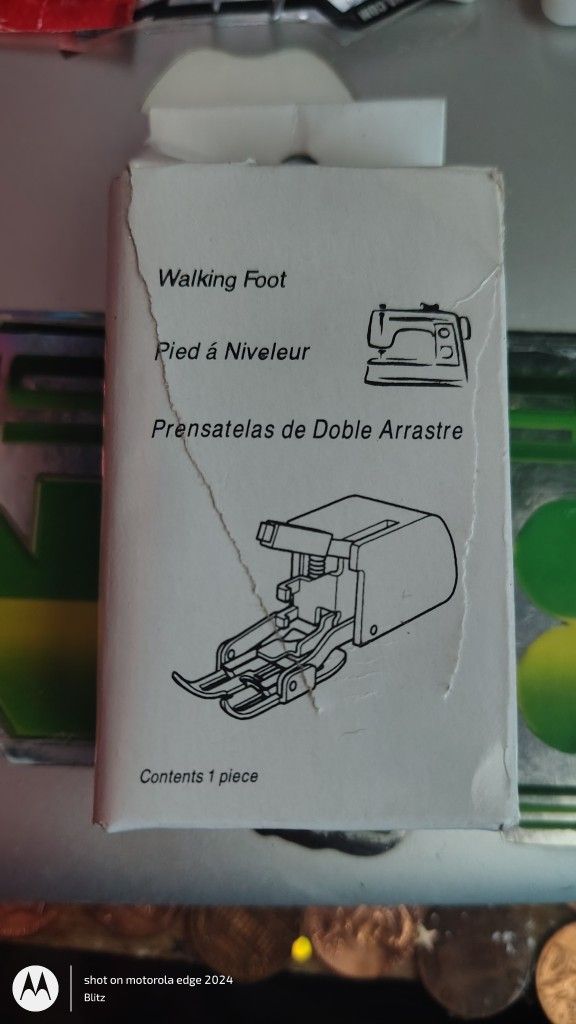 Walking Foot
Pied á Niveleur
Prensatelas de Doble Arrastre
Contents 1 piece
shot on motorola edge 2024
Blitz